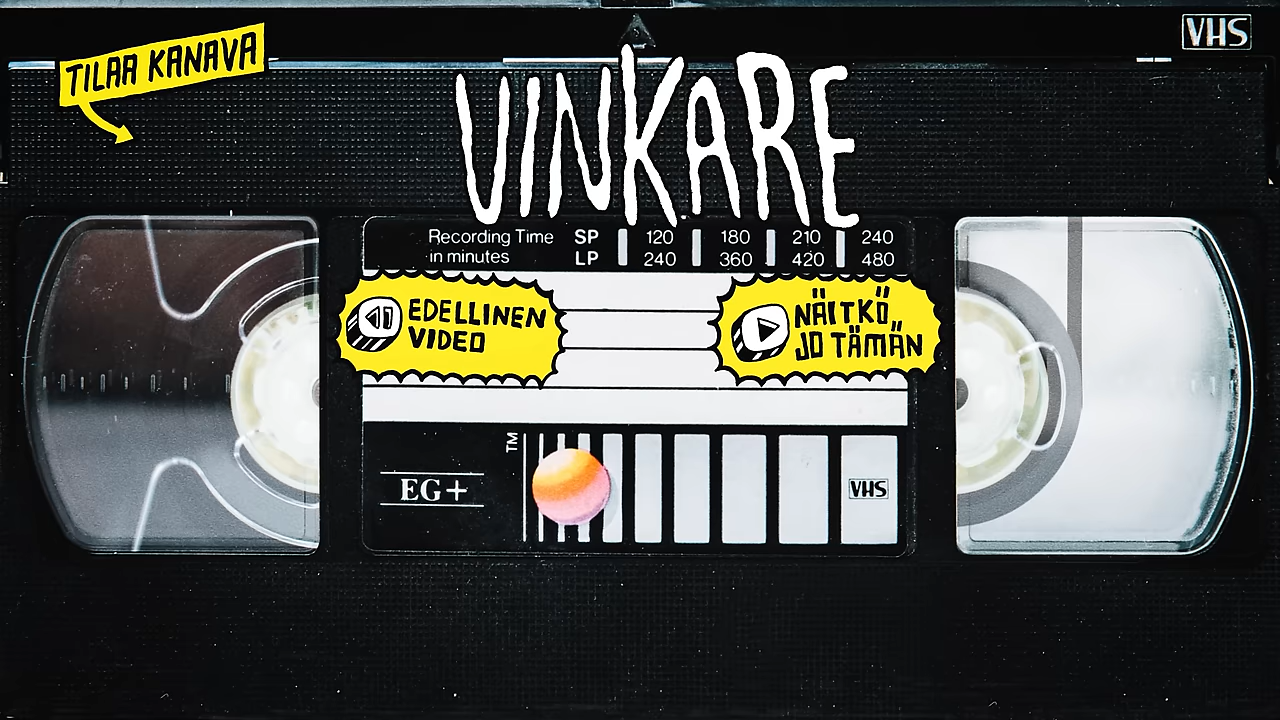 VHS
TILAA KANAVA
VINKARE
Recording Time SP 120 180 210 240
in minutes LP 240 360 420 480
EDELLINEN
VIDEO
NÄITKÖ
JO TÄMÄN
TM
EG+
VHS